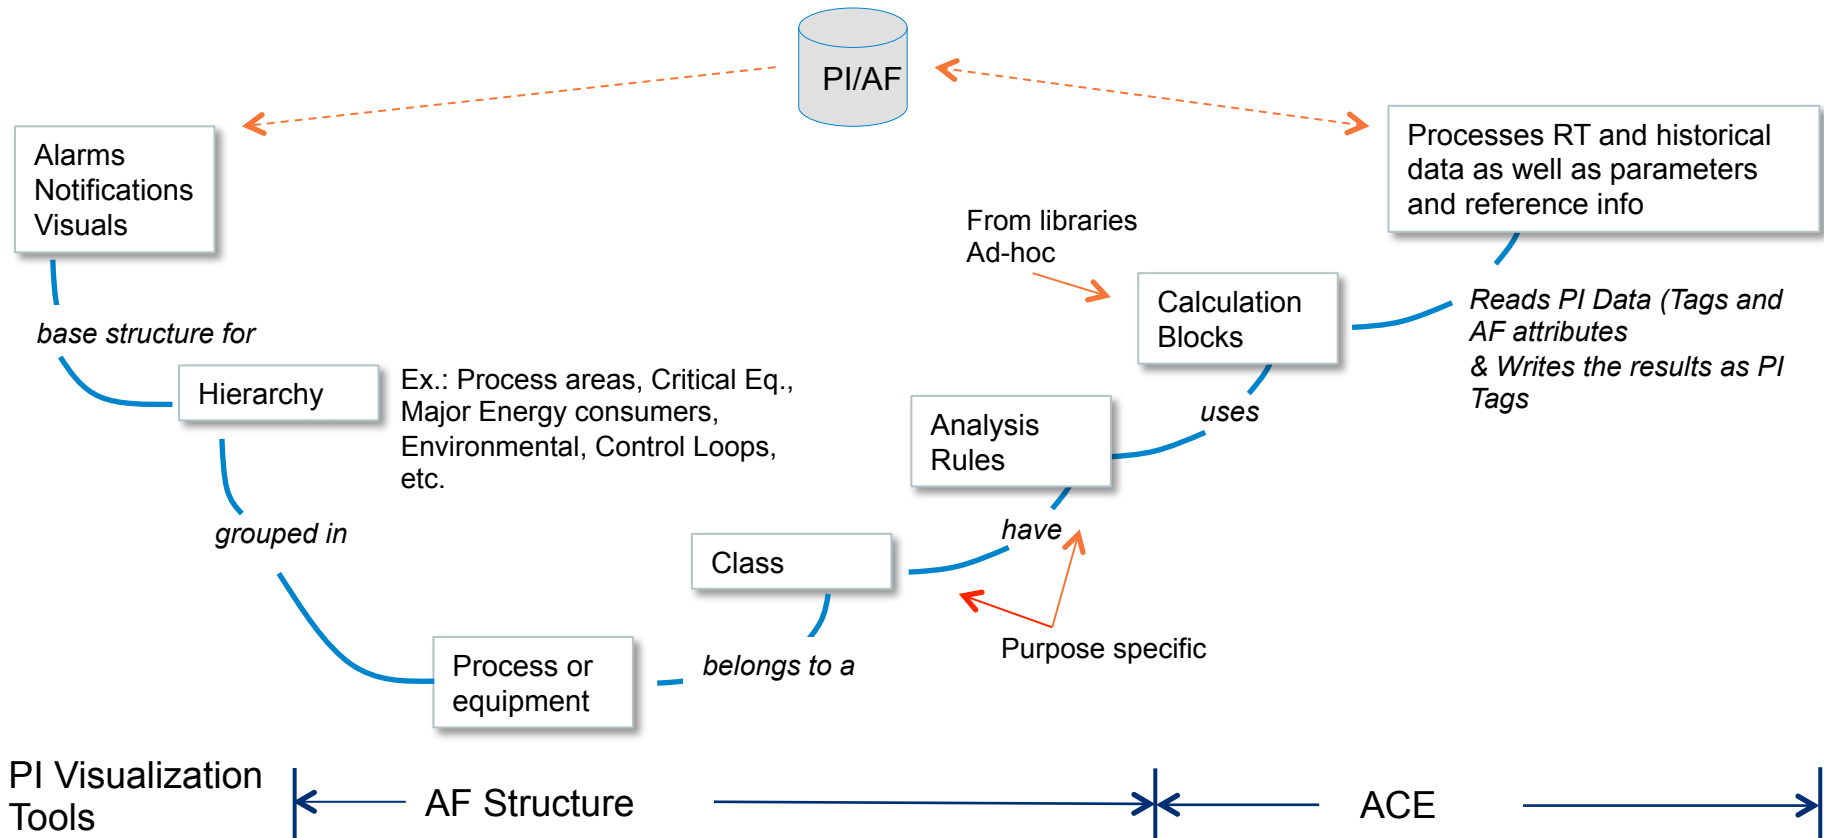 PI/AF
Alarms
Notifications
Visuals
Processes RT and historical
data as well as parameters
and reference info
From libraries
Ad-hoc
Calculation
Blocks
Reads PI Data (Tags and
AF attributes
& Writes the results as PI
Tags
base structure for
Hierarchy
Ex.: Process areas, Critical Eq.,
Major Energy consumers,
Environmental, Control Loops,
etc.
Analysis
Rules
uses
grouped in
have
Class
Purpose specific
Process or
equipment
belongs to a
PI Visualization
Tools
AF Structure
ACE